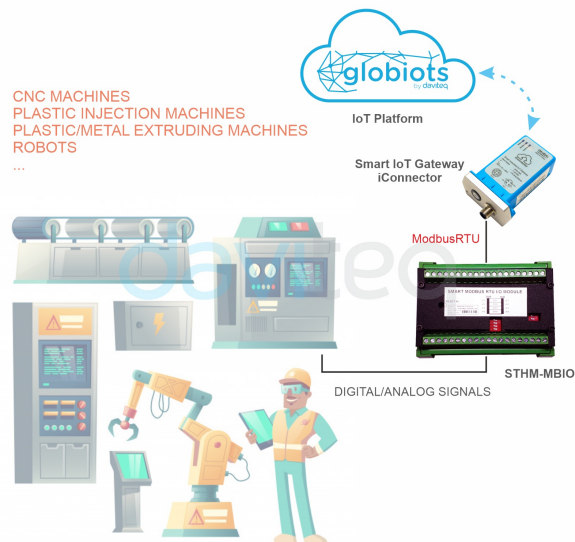 globiots
by daviteq
IoT Platform
CNC MACHINES
PLASTIC INJECTION MACHINES
PLASTIC/METAL EXTRUDING MACHINES
ROBOTS
...
Smart IoT Gateway
iConnector
ModbusRTU
daviteq
SMART MODBUS RTU I/O MODULE
STHM-MBIO
DIGITAL/ANALOG SIGNALS